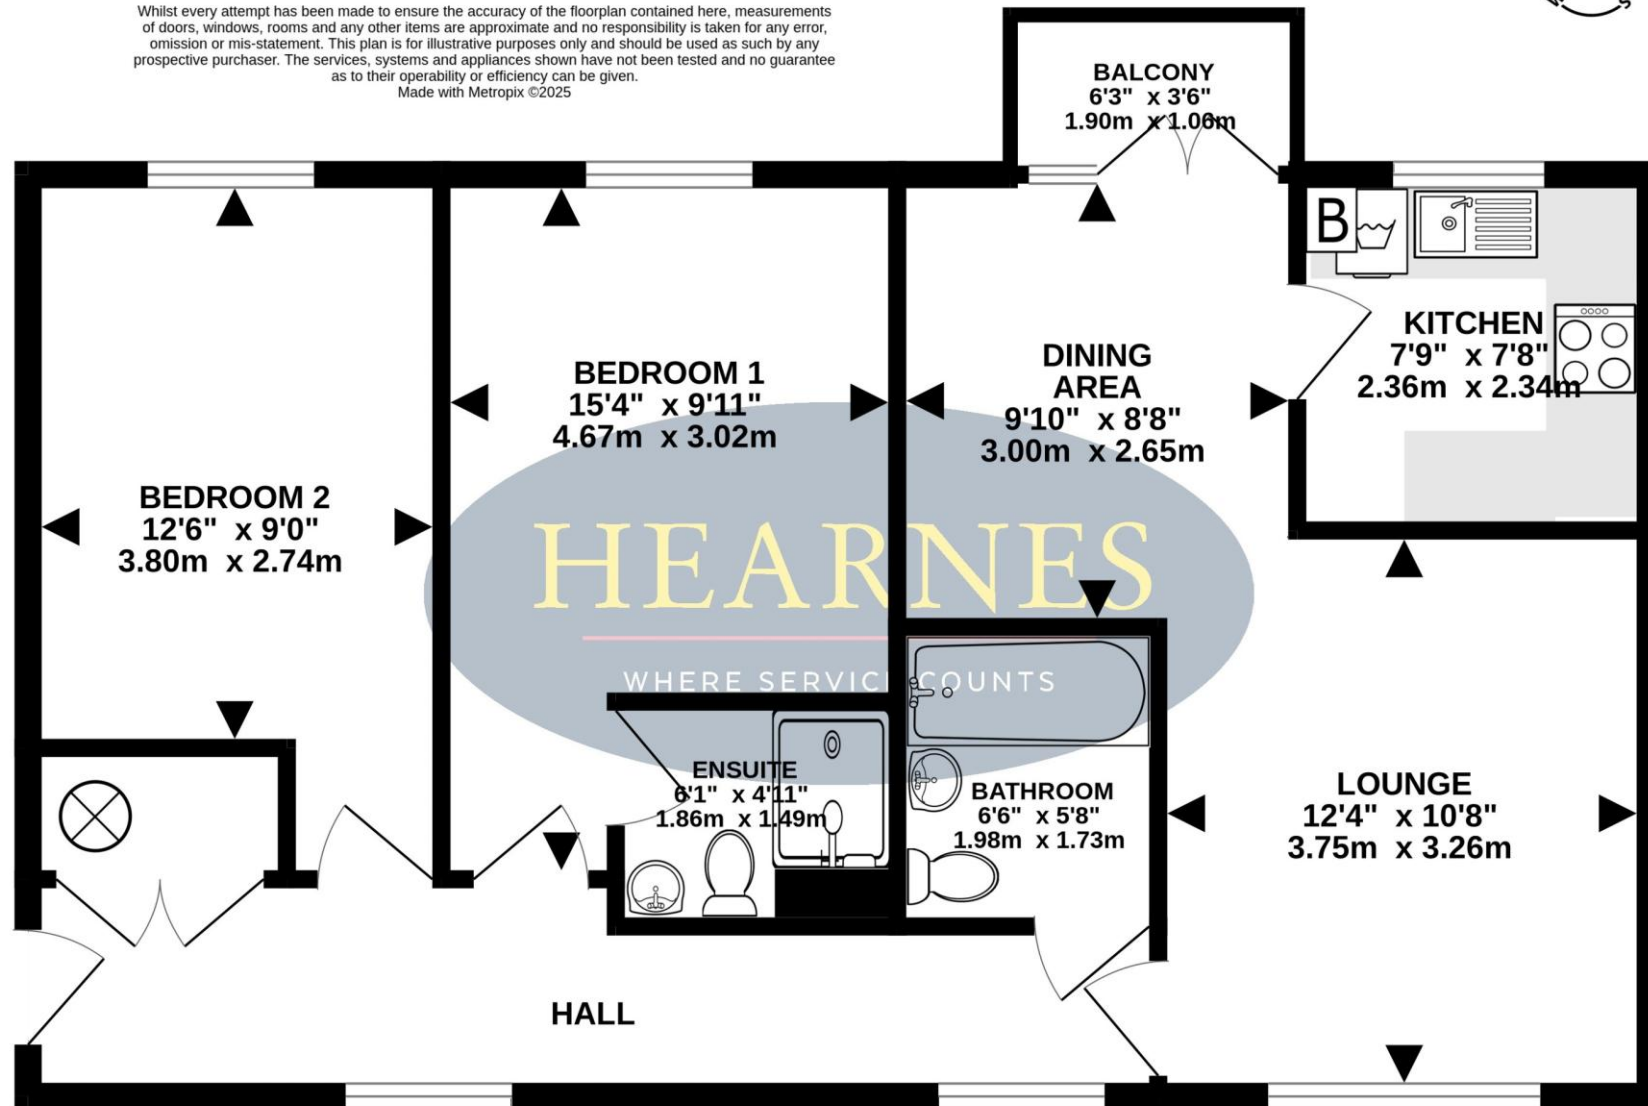 Whilst every attempt has been made to ensure the accuracy of the floorplan contained here, measurements
of doors, windows, rooms and any other items are approximate and no responsibility is taken for any error,
omission or mis-statement. This plan is for illustrative purposes only and should be used as such by any
prospective purchaser. The services, systems and appliances shown have not been tested and no guarantee
as to their operability or efficiency can be given.
Made with Metropix ©2025
BALCONY
6'3" x 3'6"
1.90m x 1.06m
B
KITCHEN
7'9" x 7'8"
2.36m x 2.34m
DINING
AREA
9'10" x 8'8"
3.00m x 2.65m
BEDROOM 1
15'4" x 9'11"
4.67m x 3.02m
BEDROOM 2
12'6" x 9'0"
3.80m x 2.74m
HEARNES
WHERE SERVICE COUNTS
ENSUITE
6'1" x 4'11"
1.86m x 1.49m
BATHROOM
6'6" x 5'8"
1.98m x 1.73m
LOUNGE
12'4" x 10'8"
3.75m x 3.26m
HALL